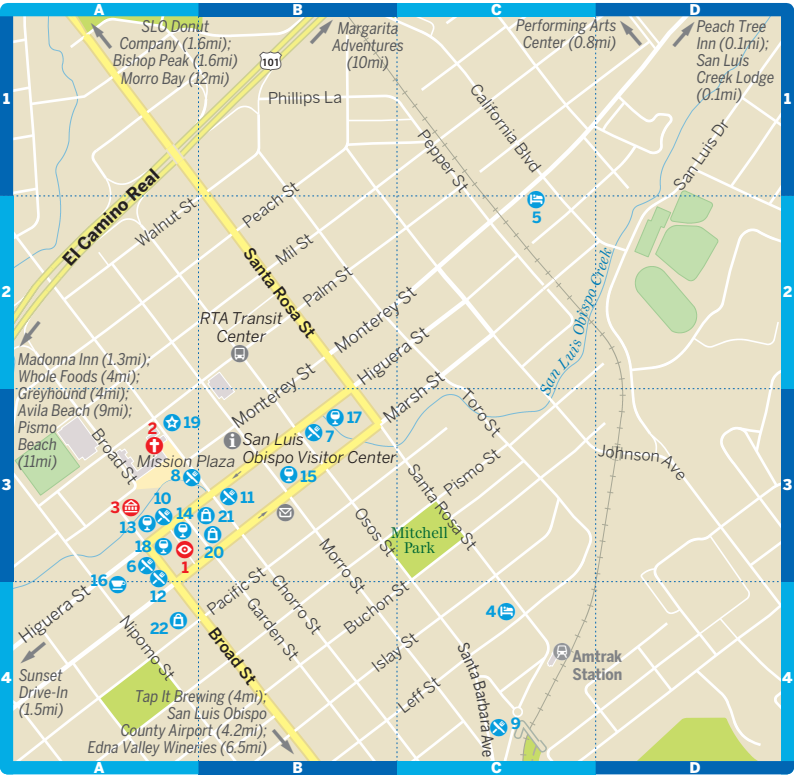 A
B
C
D
SLO Donut
Company (1.6mi);
Bishop Peak (1.6mi)
Morro Bay (12mi)
Margarita
Adventures
(10mi)
Performing Arts
Center (0.8mi)
Peach Tree
Inn (0.1mi);
San Luis
Creek Lodge
(0.1mi)
101
1
1
Phillips La
California Blvd
Pepper St
San Luis Dr
El Camino Real
Walnut St
Peach St
5
Mill St
Santa Rosa St
Palm St
2
2
RTA Transit
Center
Monterey St
Higuera St
San Luis Obispo Creek
Madonna Inn (1.3mi);
Whole Foods (4mi);
Greyhound (4mi);
Avila Beach (9mi);
Pismo
Beach
(11mi)
Monterey St
Marsh St
Toro St
2
19
17
7
San Luis
Obispo Visitor Center
Broad St
Mission Plaza
Johnson Ave
3
3
8
15
Pismo St
Santa Rosa St
10
11
3
14
21
13
Osos St
Mitchell
Park
18
20
1
6
Morro St
16
12
Pacific St
Chorro St
Buchon St
4
Higuera St
22
Garden St
Nipomo St
Broad St
Islay St
Amtrak
Station
4
4
Sunset
Drive-In
(1.5mi)
Leff St
Santa Barbara Ave
Tap It Brewing (4mi);
San Luis Obispo
County Airport (4.2mi);
Edna Valley Wineries (6.5mi)
9
A
B
C
D